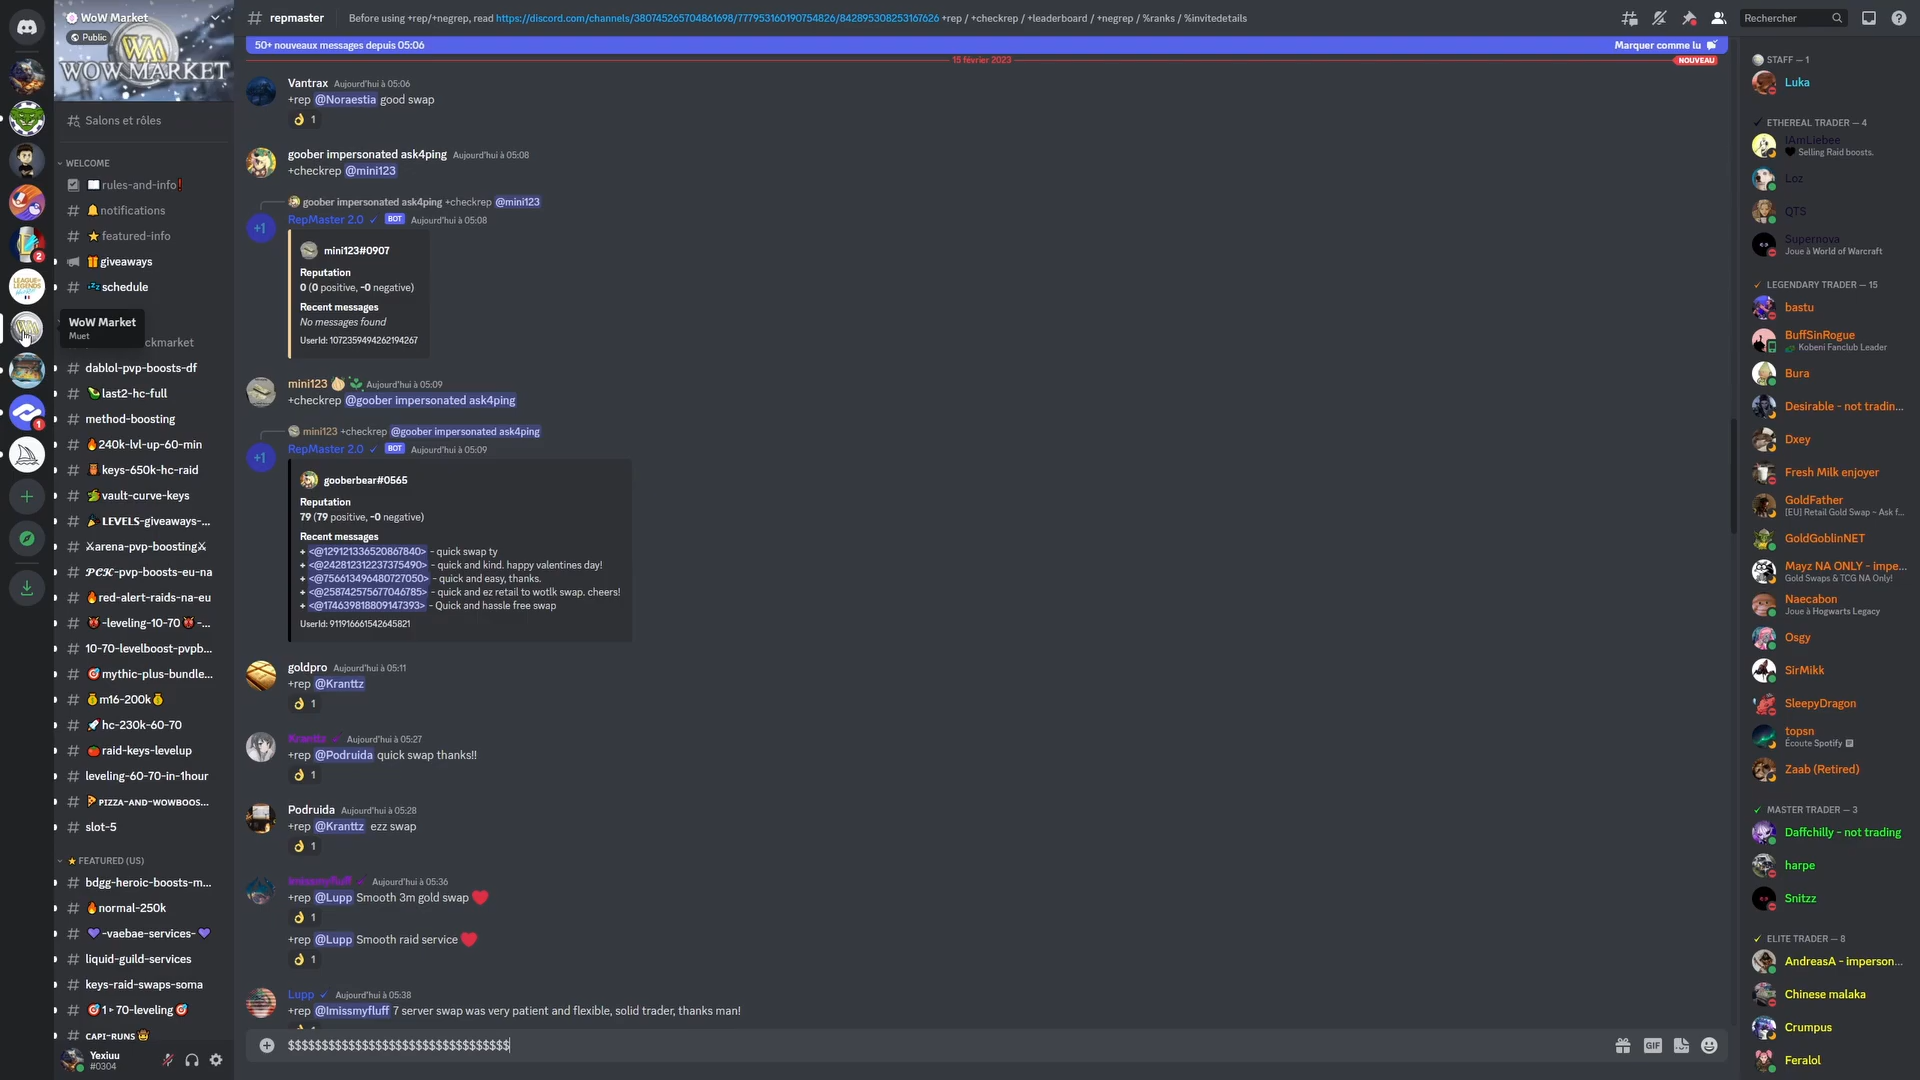 WoW Market
Public
WOW MARKET
Salons et rôles
WELCOME
rules-and-info
notifications
featured-info
giveaways
schedule
WoW Market
Muet
ckmarket
dablol-pvp-boosts-df
last2-hc-full
method-boosting
240k-lvl-up-60-min
keys-650k-hc-raid
vault-curve-keys
LEVELS-giveaways-...
arena-pvp-boosting
PCK-pvp-boosts-eu-na
red-alert-raids-na-eu
-leveling-10-70 -...
10-70-levelboost-pvpb...
mythic-plus-bundle...
m16-200k
hc-230k-60-70
raid-keys-levelup
leveling-60-70-in-1hour
PIZZA-AND-WOWBOOS...
slot-5
FEATURED (US)
bdgg-heroic-boosts-m...
normal-250k
-vaebae-services-
liquid-guild-services
keys-raid-swaps-soma
1▸70-leveling
CAPI-RUNS
Yexiuu
#0304
repmaster
Before using +rep/+negrep, read https://discord.com/channels/380745265704861698/777953160190754826/842895308253167626 +rep / +checkrep / +leaderboard / +negrep / %ranks / %invitedetails
Rechercher
50+ nouveaux messages depuis 05:06
Marquer comme lu
15 février 2023
NOUVEAU
Vantrax Aujourd'hui à 05:06
+rep @Noraestia good swap
1
goober impersonated ask4ping Aujourd'hui à 05:08
+checkrep @mini123
goober impersonated ask4ping +checkrep @mini123
+1
RepMaster 2.0 ✓ BOT Aujourd'hui à 05:08
mini123#0907
Reputation
0 (0 positive, -0 negative)
Recent messages
No messages found
UserId: 1072359494262194267
mini123 Aujourd'hui à 05:09
+checkrep @goober impersonated ask4ping
mini123 +checkrep @goober impersonated ask4ping
+1
RepMaster 2.0 ✓ BOT Aujourd'hui à 05:09
gooberbear#0565
Reputation
79 (79 positive, -0 negative)
Recent messages
+ <@129121336520867840> - quick swap ty
+ <@242812312237375490> - quick and kind. happy valentines day!
+ <@756613496480727050> - quick and easy, thanks.
+ <@258742575677046785> - quick and ez retail to wotlk swap. cheers!
+ <@174639818809147393> - Quick and hassle free swap
UserId: 911916661542645821
goldpro Aujourd'hui à 05:11
+rep @Kranttz
1
Kranttz ✓ Aujourd'hui à 05:27
+rep @Podruida quick swap thanks!!
1
Podruida Aujourd'hui à 05:28
+rep @Kranttz ezz swap
1
Imissmyfluff ✓ Aujourd'hui à 05:36
+rep @Lupp Smooth 3m gold swap
1
+rep @Lupp Smooth raid service
1
Lupp ✓ Aujourd'hui à 05:38
+rep @Imissmyfluff 7 server swap was very patient and flexible, solid trader, thanks man!
$$$$$$$$$$$$$$$$$$$$$$$$$$$$$$$$$
GIF
STAFF — 1
Luka
ETHEREAL TRADER — 4
IAmLiebee
Selling Raid boosts.
Loz
QTS
Supernova
Joue à World of Warcraft
LEGENDARY TRADER — 15
bastu
BuffSinRogue
Kobeni Fanclub Leader
Bura
Desirable - not tradin...
Dxey
Fresh Milk enjoyer
GoldFather
[EU] Retail Gold Swap - Ask f...
GoldGoblinNET
Mayz NA ONLY - impe...
Gold Swaps & TCG NA Only!
Naecabon
Joue à Hogwarts Legacy
Osgy
SirMikk
SleepyDragon
topsn
Écoute Spotify
Zaab (Retired)
MASTER TRADER — 3
Daffchilly - not trading
harpe
Snitzz
ELITE TRADER — 8
AndreasA - imperson...
Chinese malaka
Crumpus
Feralol